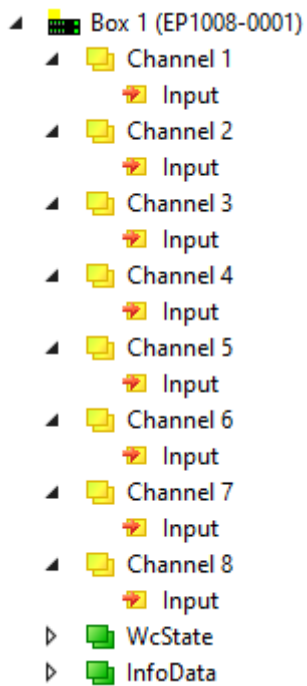 Box 1 (EP1008-0001)
Channel 1
Input
Channel 2
Input
Channel 3
Input
Channel 4
Input
Channel 5
Input
Channel 6
Input
Channel 7
Input
Channel 8
Input
WcState
InfoData